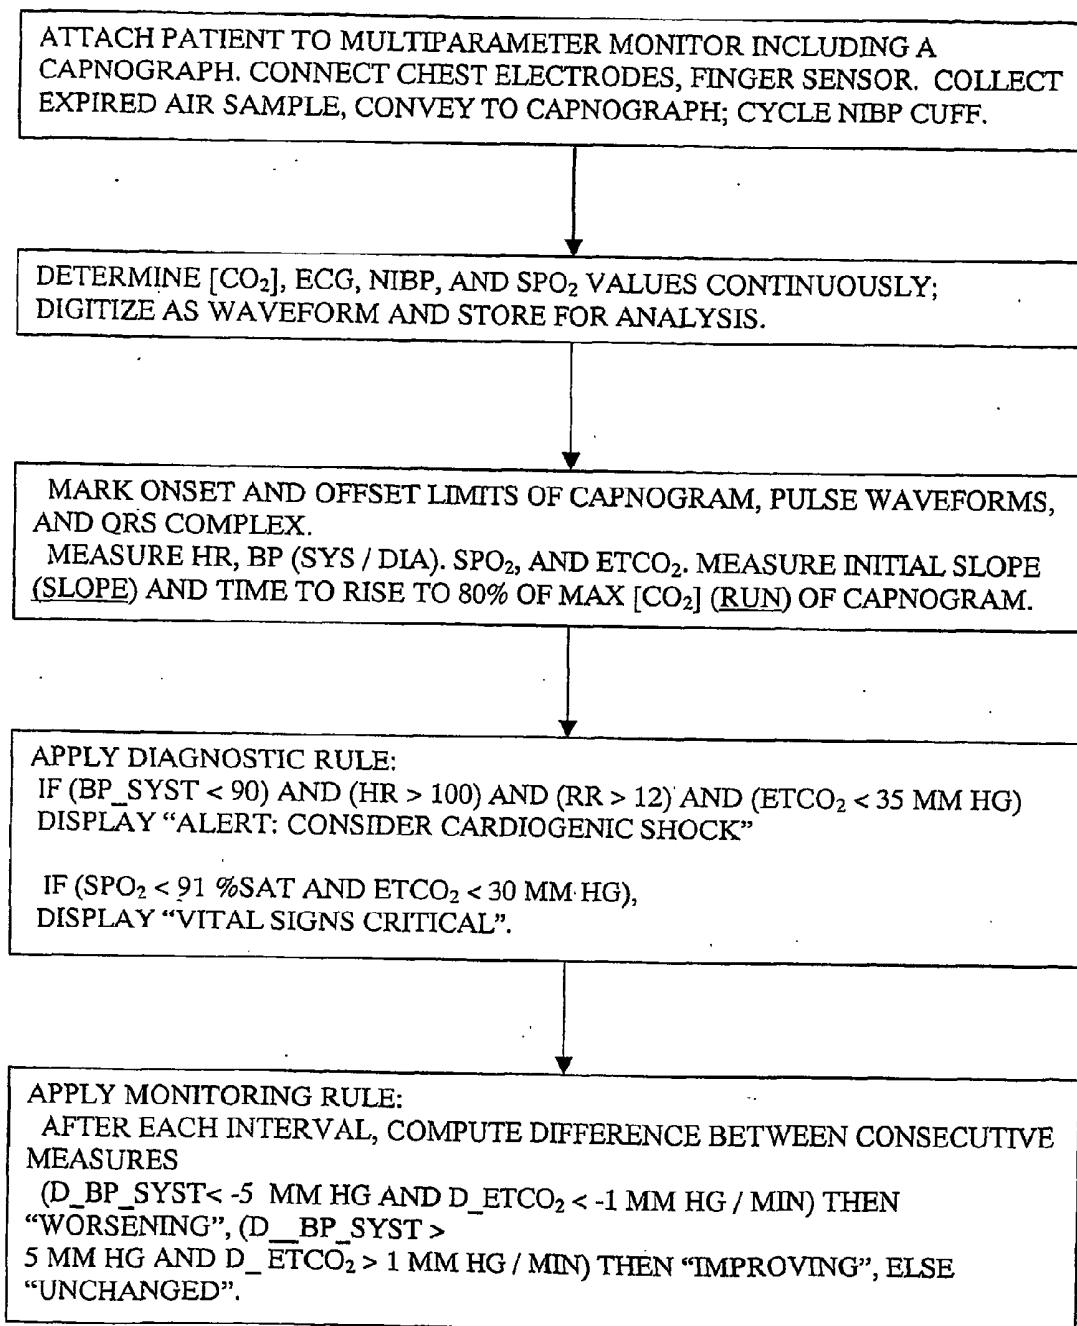 ATTACH PATIENT TO MULTIPARAMETER MONITOR INCLUDING A
CAPNOGRAPH. CONNECT CHEST ELECTRODES, FINGER SENSOR. COLLECT
EXPIRED AIR SAMPLE, CONVEY TO CAPNOGRAPH; CYCLE NIBP CUFF.
DETERMINE [CO₂], ECG, NIBP, AND SPO₂ VALUES CONTINUOUSLY;
DIGITIZE AS WAVEFORM AND STORE FOR ANALYSIS.
MARK ONSET AND OFFSET LIMITS OF CAPNOGRAM, PULSE WAVEFORMS,
AND QRS COMPLEX.
MEASURE HR, BP (SYS / DIA). SPO₂, AND ETCO₂. MEASURE INITIAL SLOPE
(SLOPE) AND TIME TO RISE TO 80% OF MAX [CO₂] (RUN) OF CAPNOGRAM.
APPLY DIAGNOSTIC RULE:
IF (BP_SYST < 90) AND (HR > 100) AND (RR > 12) AND (ETCO₂ < 35 MM HG)
DISPLAY “ALERT: CONSIDER CARDIOGENIC SHOCK”
IF (SPO₂ < 91 %SAT AND ETCO₂ < 30 MM HG),
DISPLAY “VITAL SIGNS CRITICAL”.
APPLY MONITORING RULE:
AFTER EACH INTERVAL, COMPUTE DIFFERENCE BETWEEN CONSECUTIVE
MEASURES
(D_BP_SYST< -5 MM HG AND D_ETCO₂ < -1 MM HG / MIN) THEN
“WORSENING”, (D__BP_SYST >
5 MM HG AND D_ ETCO₂ > 1 MM HG / MIN) THEN “IMPROVING”, ELSE
“UNCHANGED”.